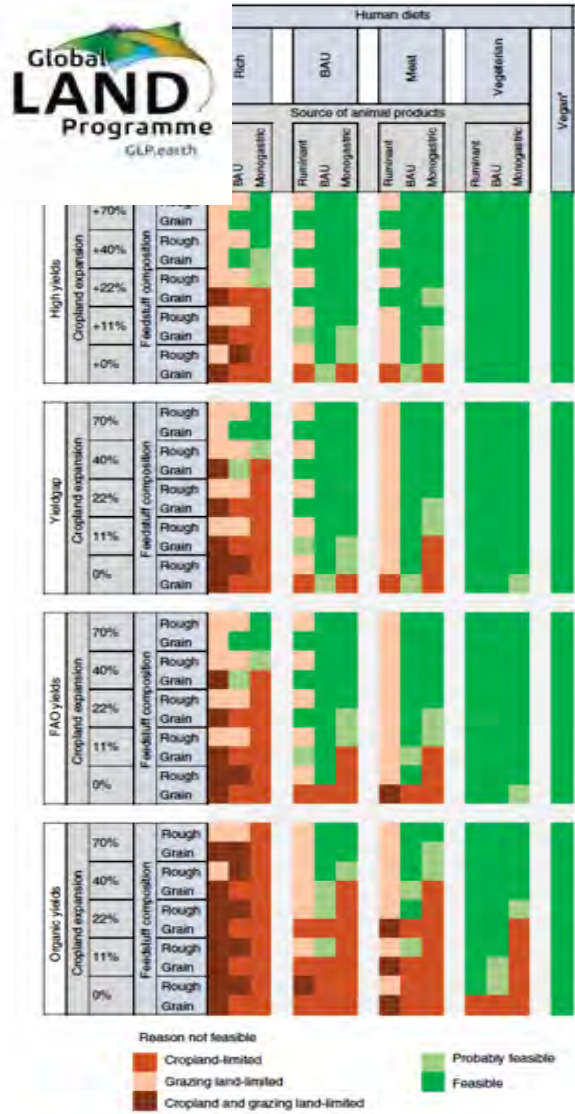 Global
LAND
Programme
GLP.earth
Human diets
Rich
BAU
Meat
Vegeterian
Vegan*
Source of animal products
BAU
Monogastric
Ruminant
BAU
Monogastric
Ruminant
BAU
Monogastric
Ruminant
BAU
Monogastric
High yields
Cropland expansion
Feedstuff composition
+70%
Rough
Grain
+40%
Rough
Grain
+22%
Rough
Grain
+11%
Rough
Grain
+0%
Rough
Grain
Yieldgap
Cropland expansion
Feedstuff composition
70%
Rough
Grain
40%
Rough
Grain
22%
Rough
Grain
11%
Rough
Grain
0%
Rough
Grain
FAO yields
Cropland expansion
Feedstuff composition
70%
Rough
Grain
40%
Rough
Grain
22%
Rough
Grain
11%
Rough
Grain
0%
Rough
Grain
Organic yields
Cropland expansion
Feedstuff composition
70%
Rough
Grain
40%
Rough
Grain
22%
Rough
Grain
11%
Rough
Grain
0%
Rough
Grain
Reason not feasible
Cropland-limited
Grazing land-limited
Cropland and grazing land-limited
Probably feasible
Feasible